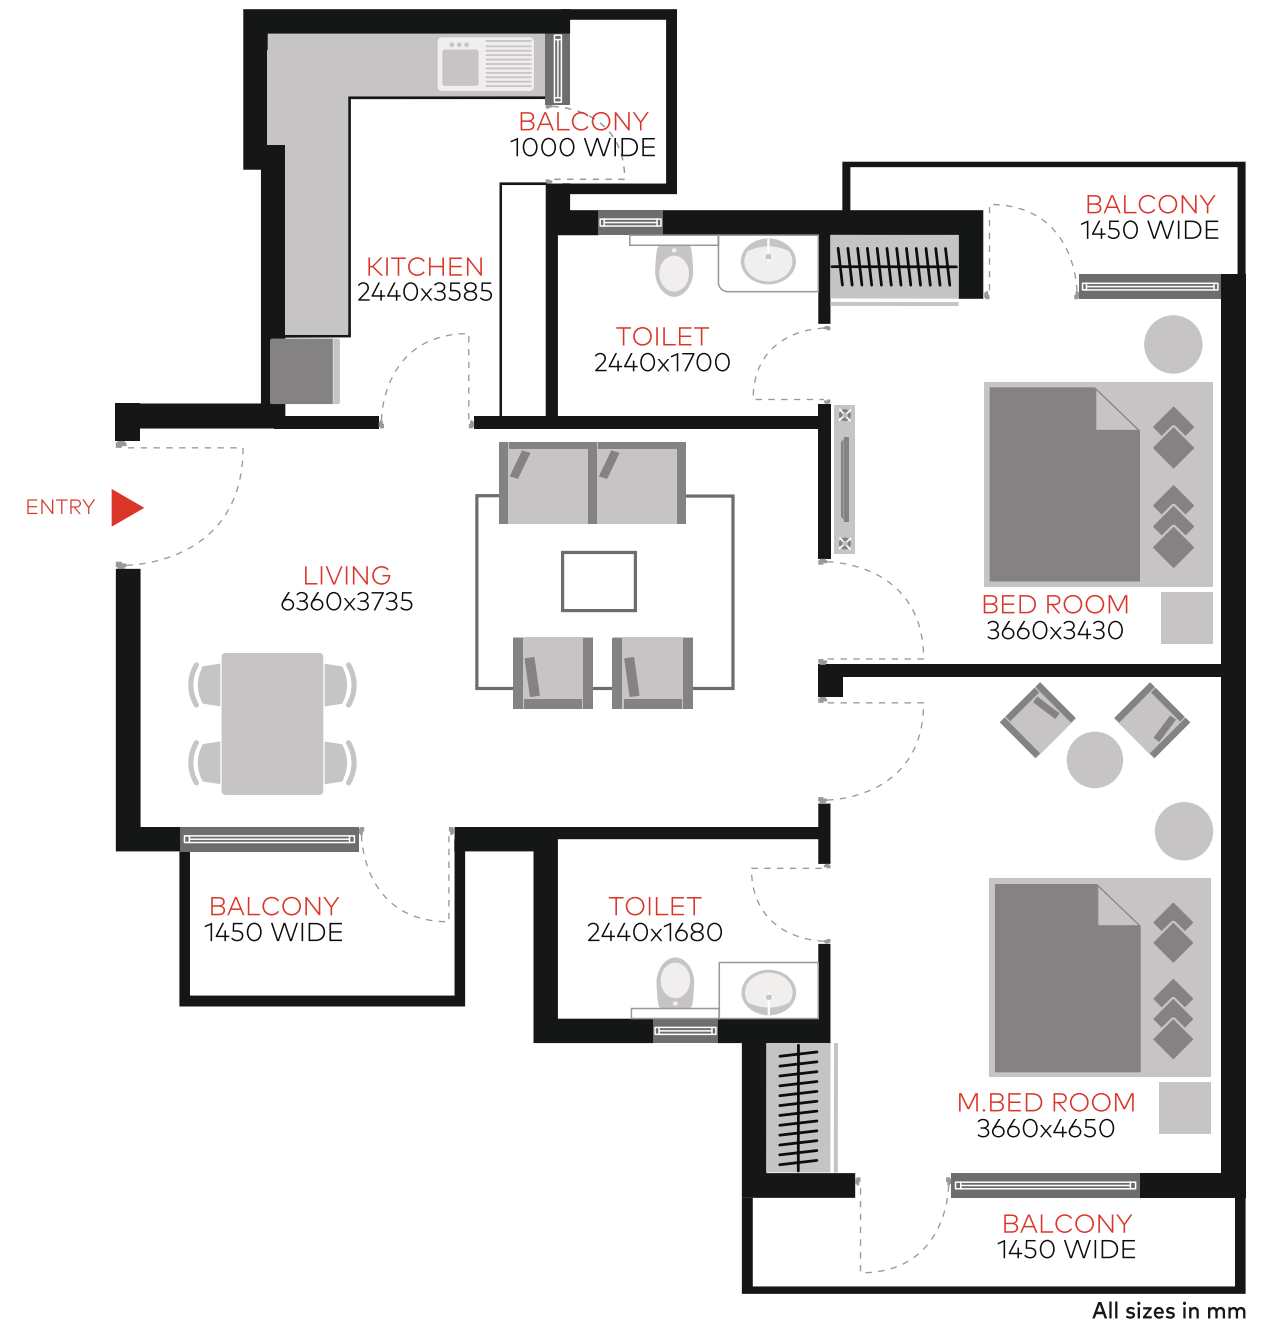 BALCONY
1000 WIDE
BALCONY
1450 WIDE
KITCHEN
2440x3585
TOILET
2440x1700
ENTRY
LIVING
6360x3735
BED ROOM
3660x3430
BALCONY
1450 WIDE
TOILET
2440x1680
M.BED ROOM
3660x4650
BALCONY
1450 WIDE
All sizes in mm